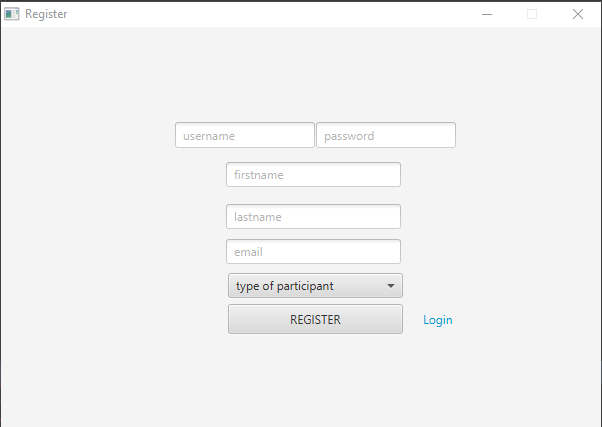 Register
username password
firstname
lastname
email
type of participant
REGISTER Login